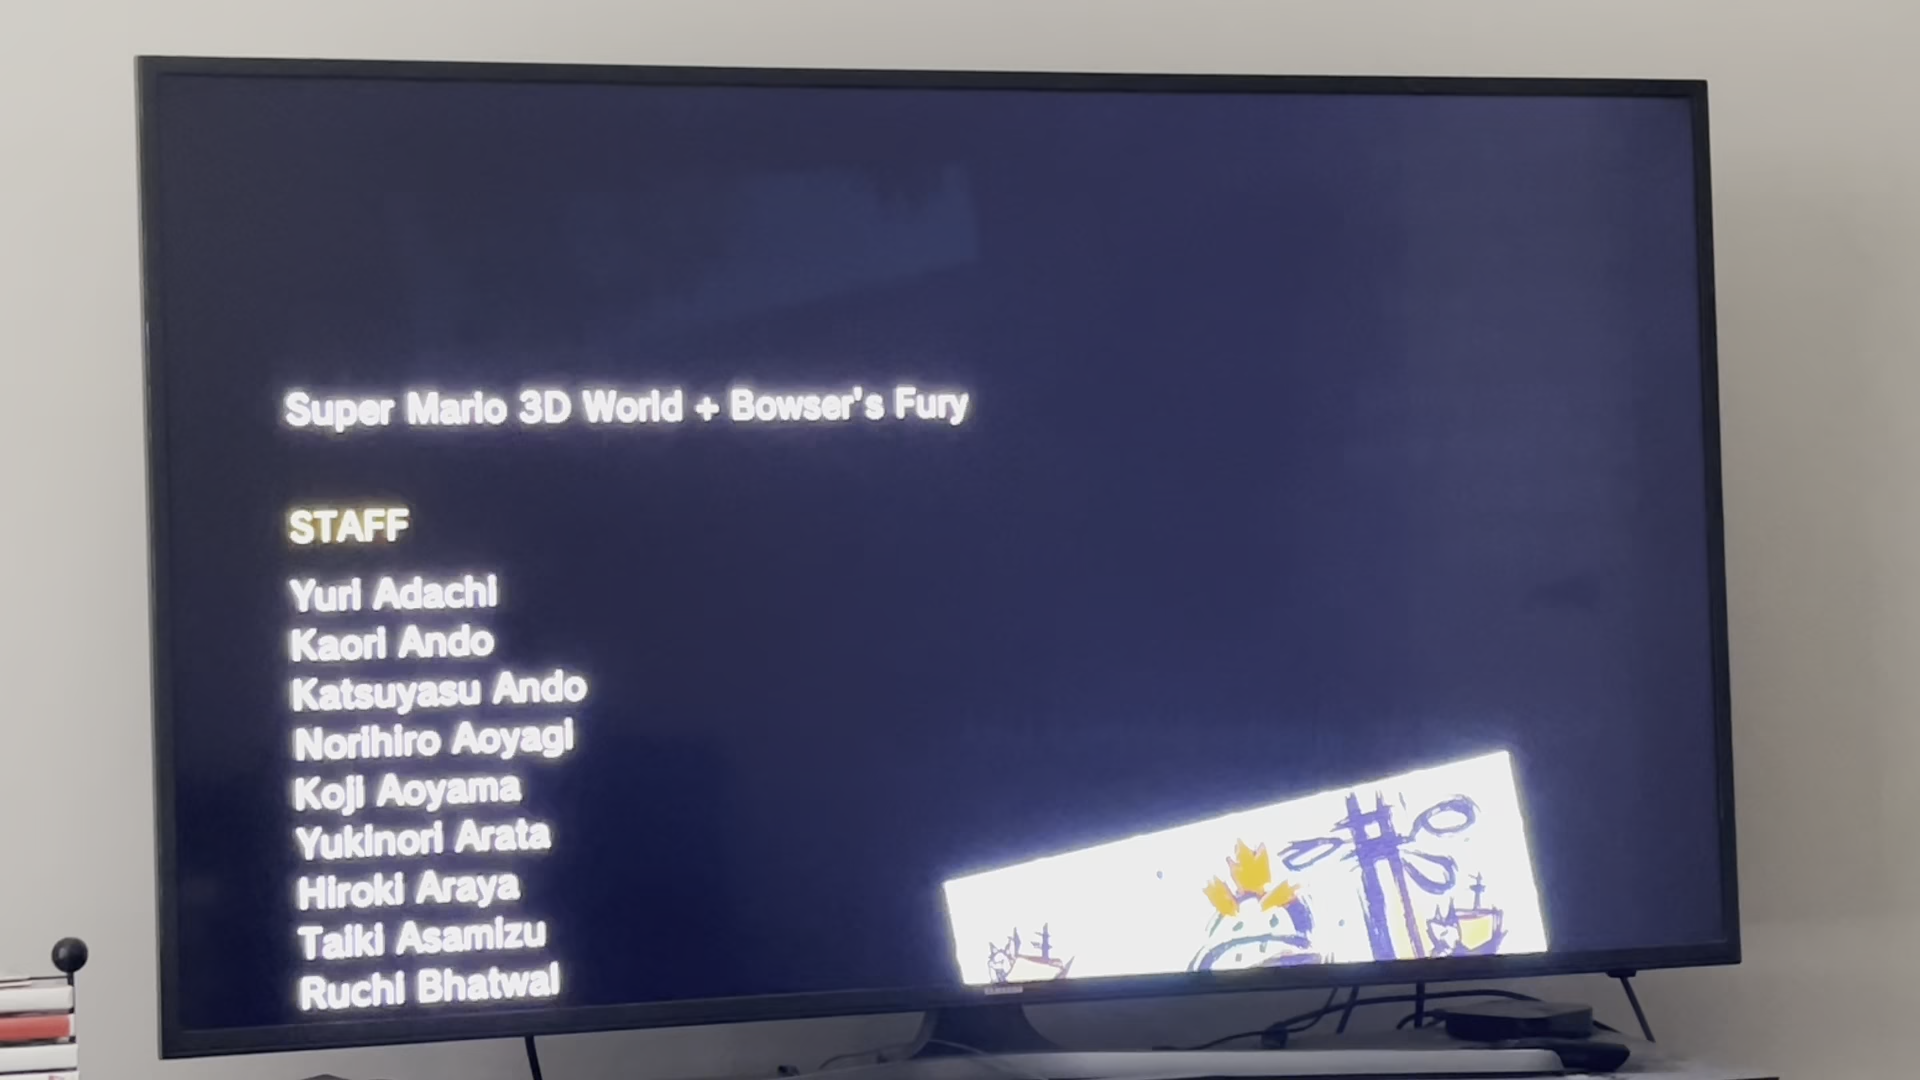 Super Mario 3D World + Bowser's Fury
STAFF
Yuri Adachi
Kaori Ando
Katsuyasu Ando
Norihiro Aoyagi
Koji Aoyama
Yukinori Arata
Hiroki Araya
Taiki Asamizu
Ruchi Bhatwal